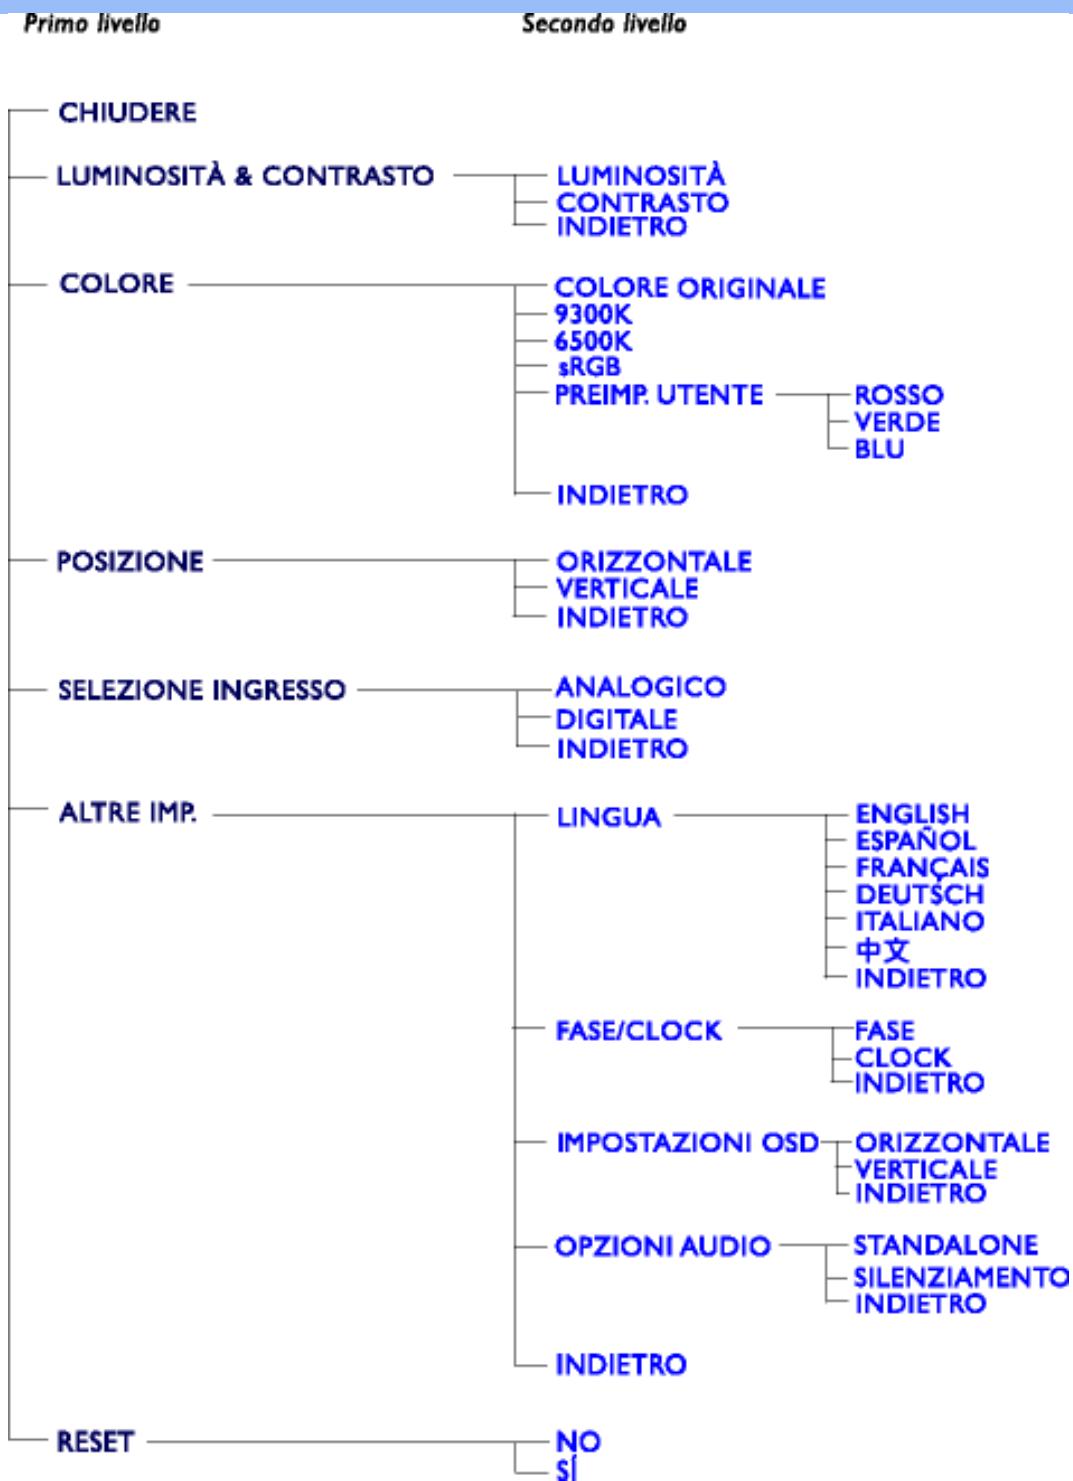 Primo livello Secondo livello
CHIUDERE
LUMINOSITÀ & CONTRASTO LUMINOSITÀ
CONTRASTO
INDIETRO
COLORE COLORE ORIGINALE
9300K
6500K
sRGB
PREIMP. UTENTE ROSSO
VERDE
BLU
INDIETRO
POSIZIONE ORIZZONTALE
VERTICALE
INDIETRO
SELEZIONE INGRESSO ANALOGICO
DIGITALE
INDIETRO
ALTRE IMP. LINGUA ENGLISH
ESPAÑOL
FRANÇAIS
DEUTSCH
ITALIANO
中文
INDIETRO
FASE/CLOCK FASE
CLOCK
INDIETRO
IMPOSTAZIONI OSD ORIZZONTALE
VERTICALE
INDIETRO
OPZIONI AUDIO STANDALONE
SILENZIAMENTO
INDIETRO
INDIETRO
RESET NO
SÍ